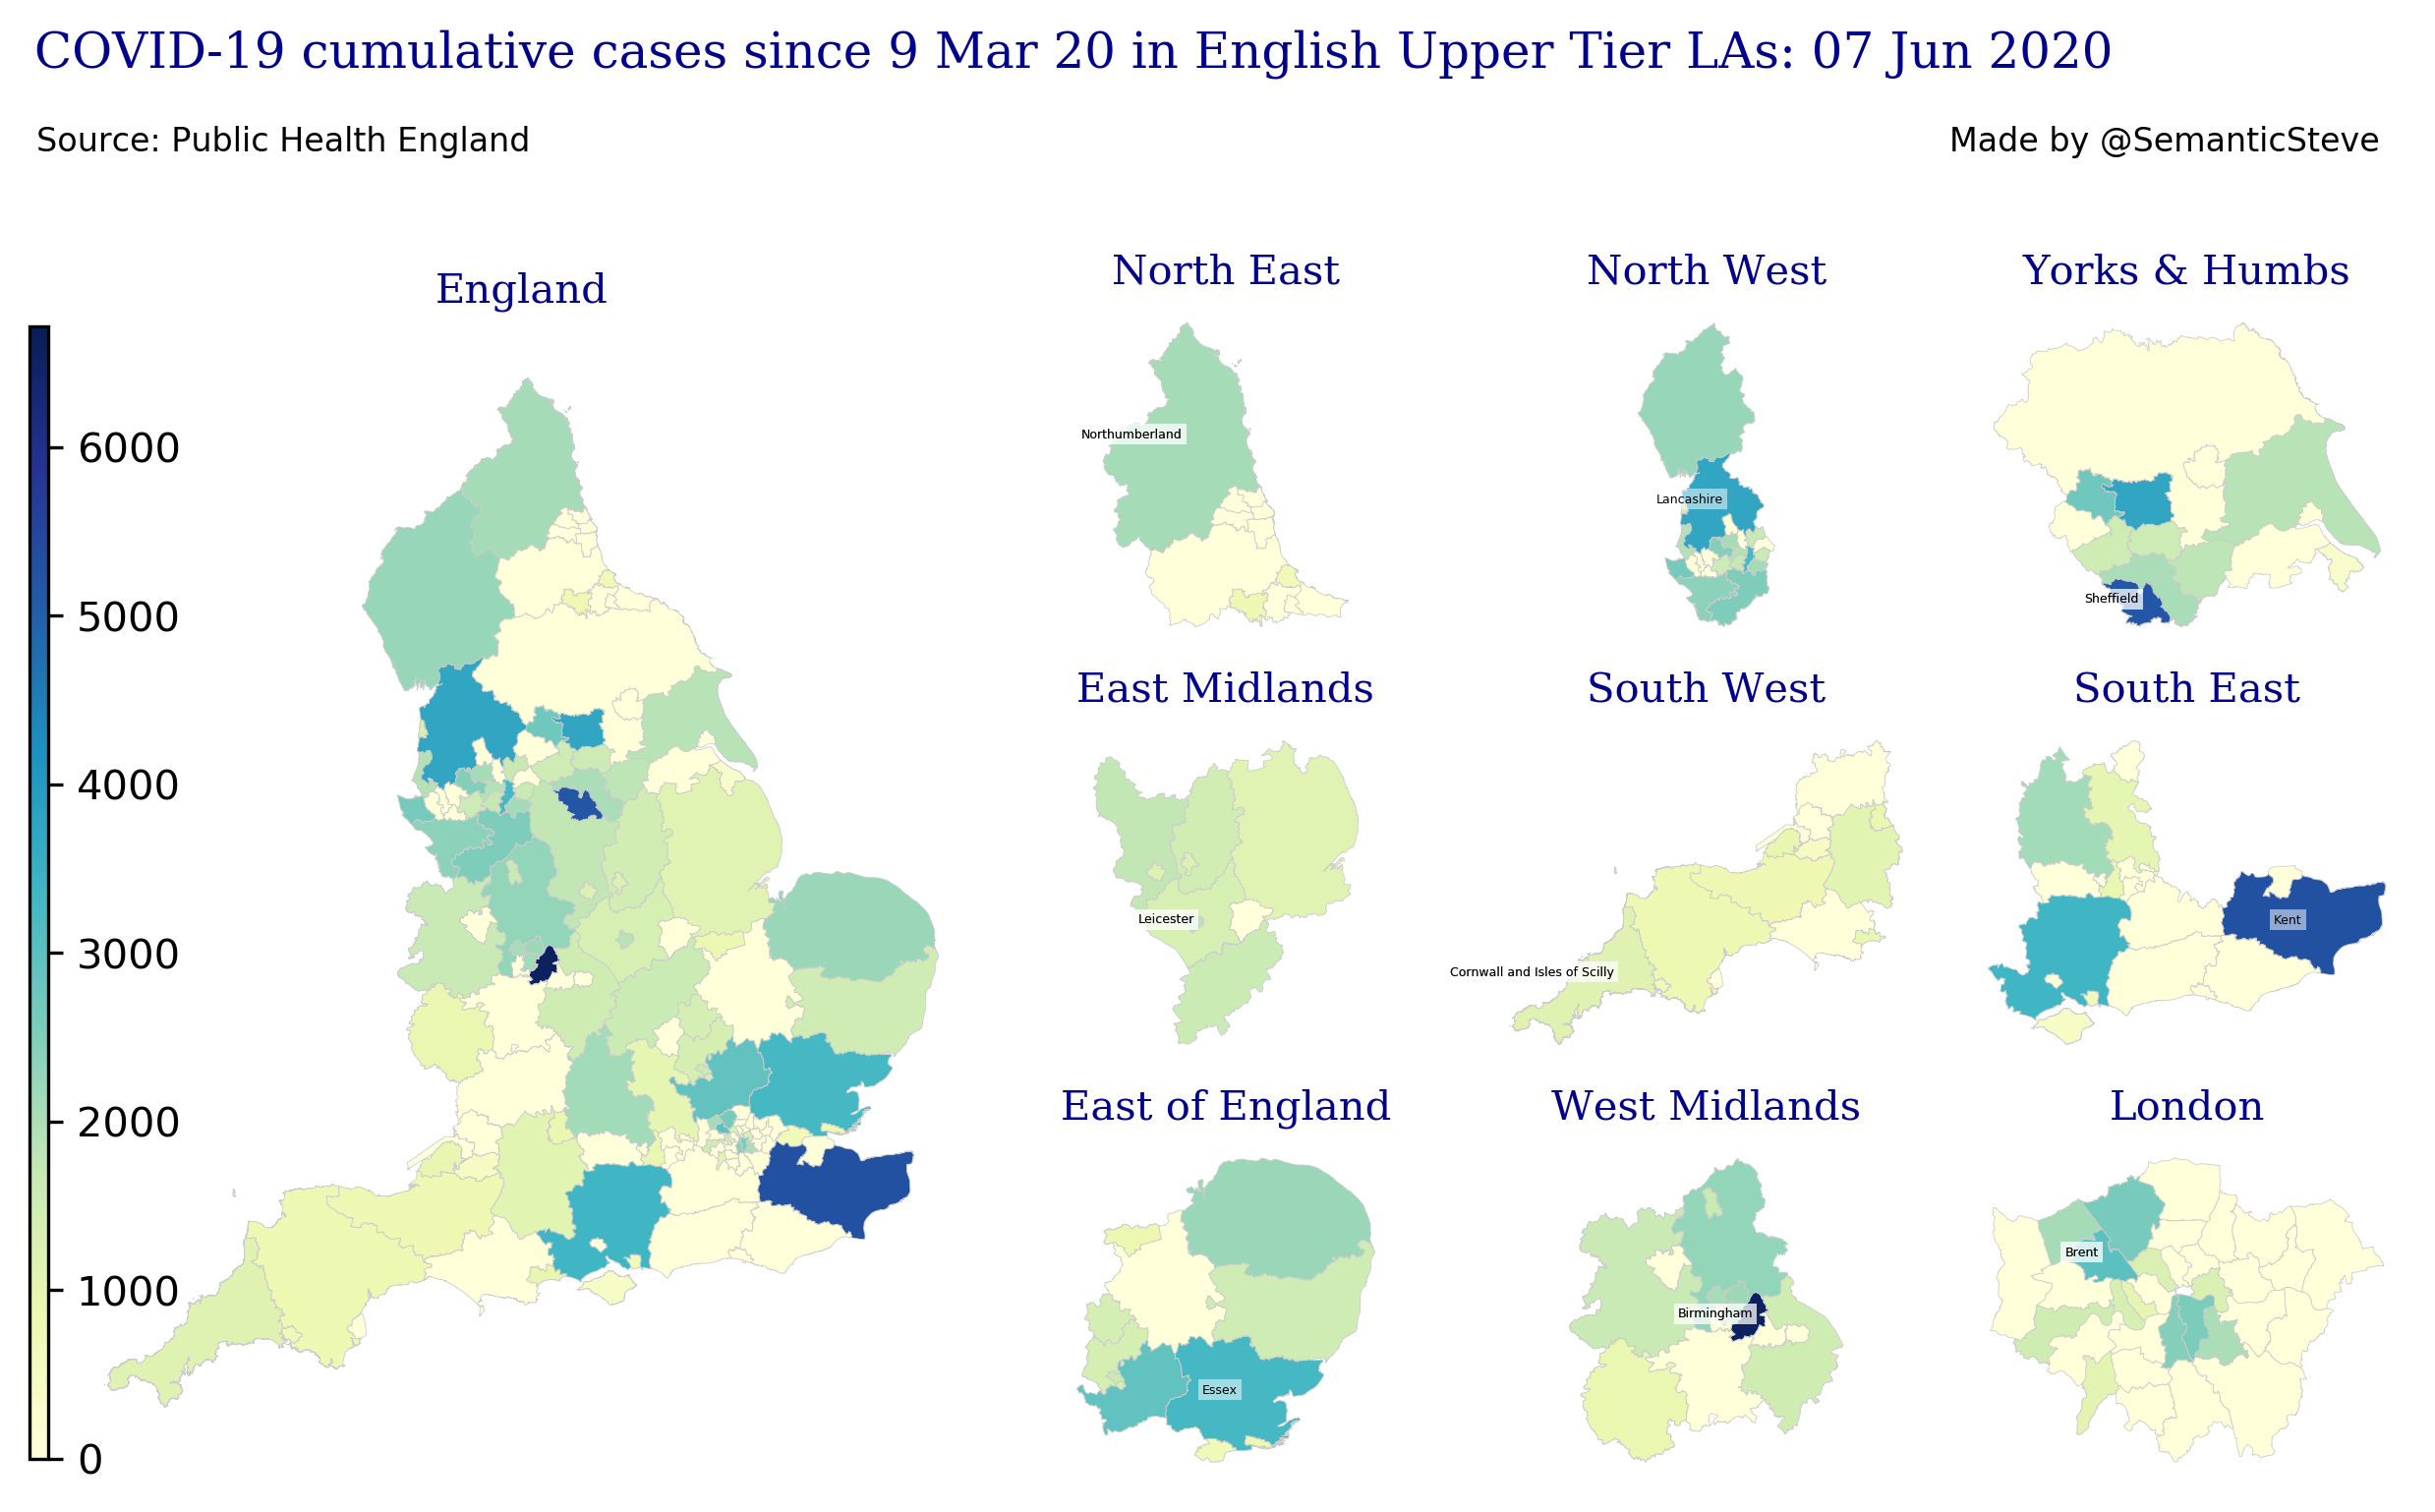 COVID-19 cumulative cases since 9 Mar 20 in English Upper Tier LAs: 07 Jun 2020
Source: Public Health England
Made by @SemanticSteve
England
6000
5000
4000
3000
2000
1000
0
North East
Northumberland
North West
Lancashire
Yorks & Humbs
Sheffield
East Midlands
Leicester
South West
Cornwall and Isles of Scilly
South East
Kent
East of England
Essex
West Midlands
Birmingham
London
Brent